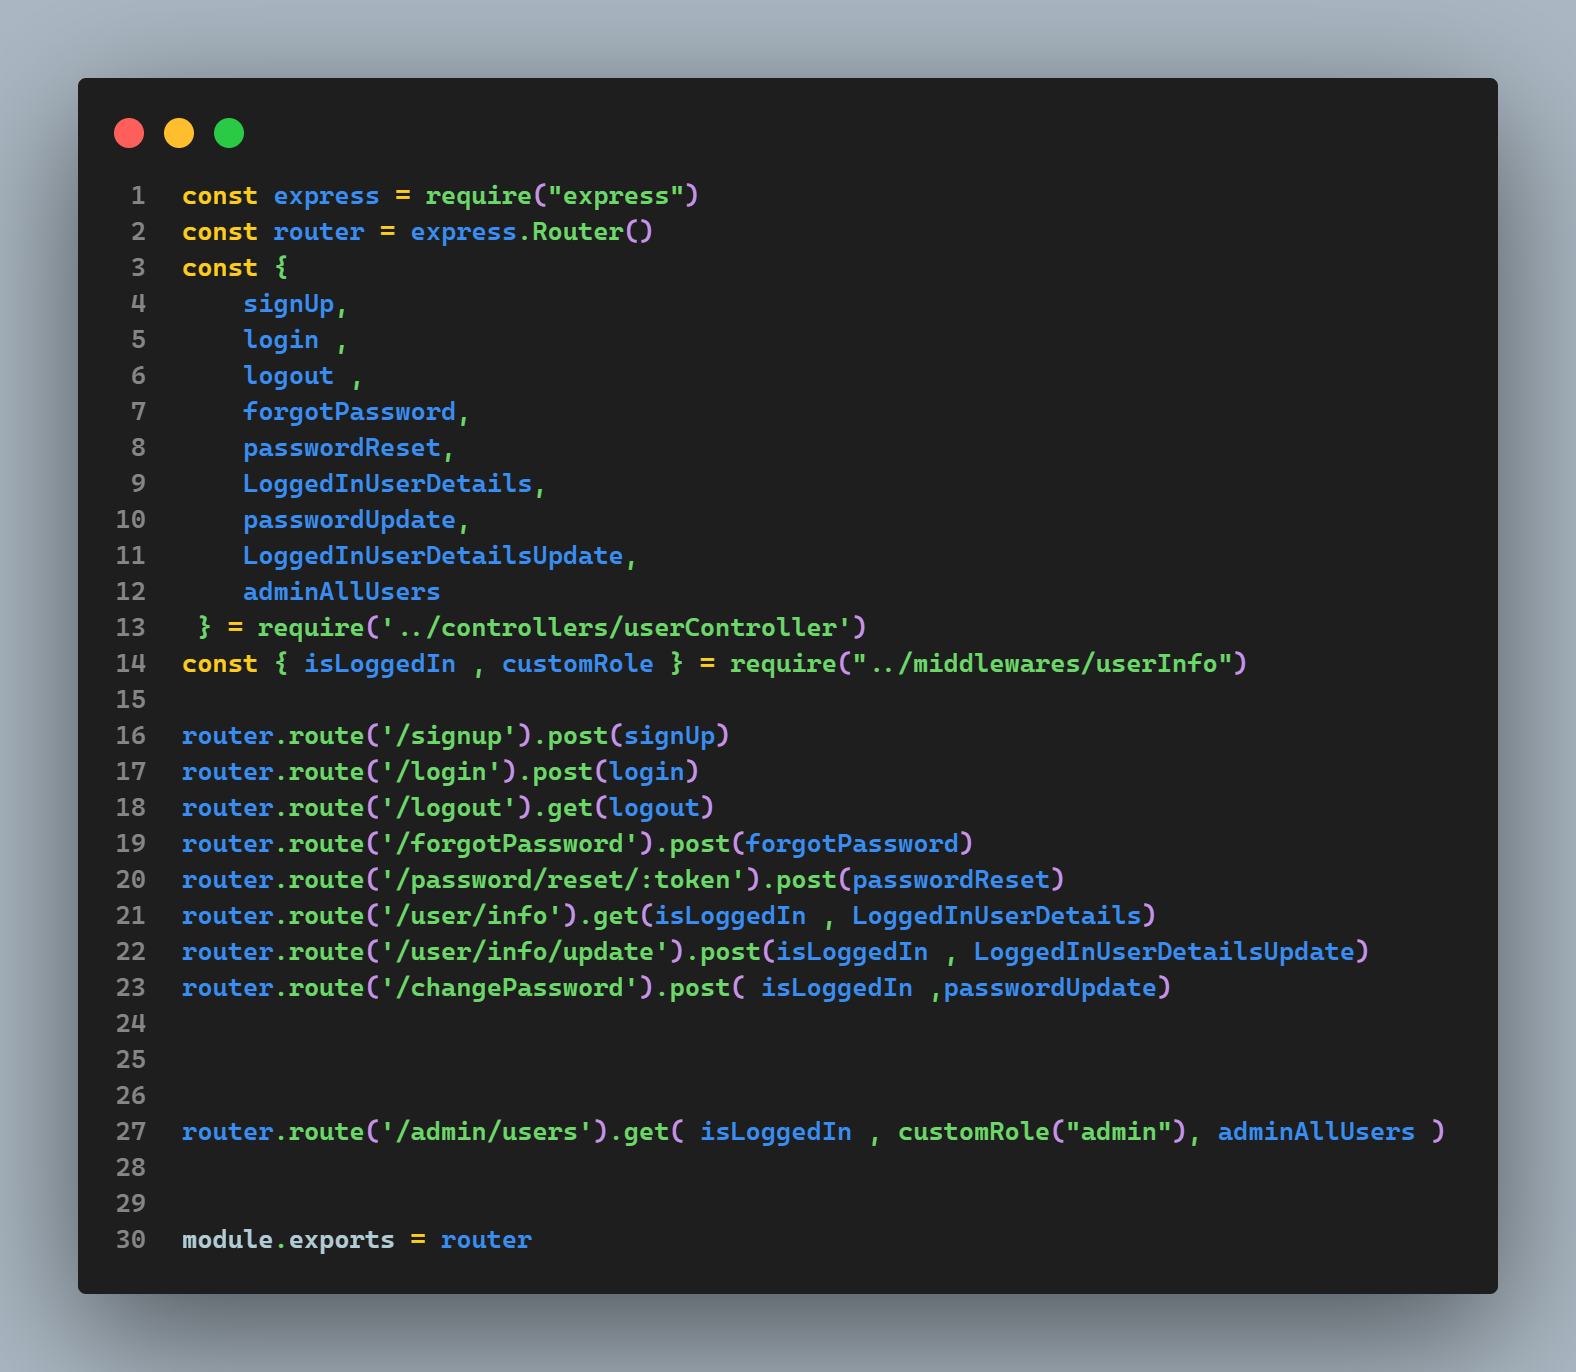 1 const express = require("express")
2 const router = express.Router()
3 const {
4     signUp,
5     login ,
6     logout ,
7     forgotPassword,
8     passwordReset,
9     LoggedInUserDetails,
10     passwordUpdate,
11     LoggedInUserDetailsUpdate,
12     adminAllUsers
13  } = require('../controllers/userController')
14 const { isLoggedIn , customRole } = require("../middlewares/userInfo")
15
16 router.route('/signup').post(signUp)
17 router.route('/login').post(login)
18 router.route('/logout').get(logout)
19 router.route('/forgotPassword').post(forgotPassword)
20 router.route('/password/reset/:token').post(passwordReset)
21 router.route('/user/info').get(isLoggedIn , LoggedInUserDetails)
22 router.route('/user/info/update').post(isLoggedIn , LoggedInUserDetailsUpdate)
23 router.route('/changePassword').post( isLoggedIn ,passwordUpdate)
24
25
26
27 router.route('/admin/users').get( isLoggedIn , customRole("admin"), adminAllUsers )
28
29
30 module.exports = router